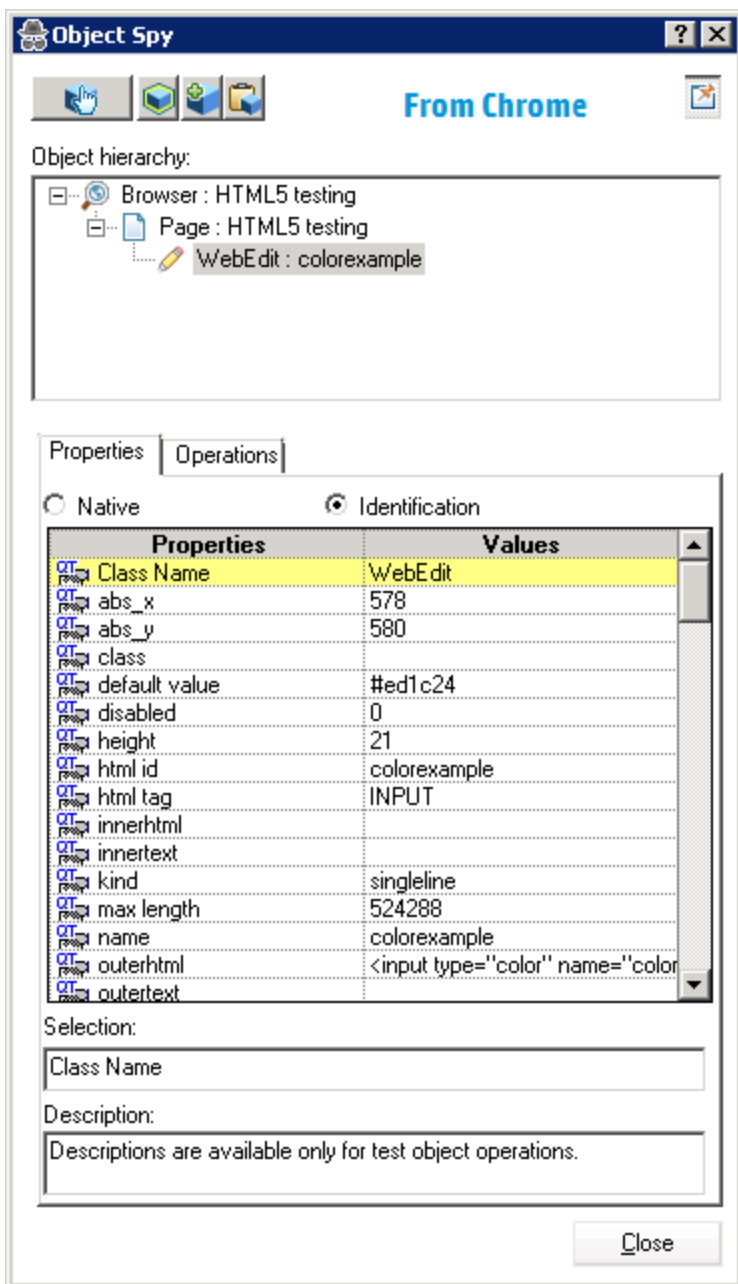 Object Spy
From Chrome
Object hierarchy:
Browser : HTML5 testing
Page : HTML5 testing
WebEdit : colorexample
Properties Operations
Native Identification
Properties Values
Class Name WebEdit
abs_x 578
abs_y 580
class
default value #ed1c24
disabled 0
height 21
html id colorexample
html tag INPUT
innerhtml
innertext
kind singleline
max length 524288
name colorexample
outerhtml <input type="color" name="color
outertext
Selection:
Class Name
Description:
Descriptions are available only for test object operations.
Close